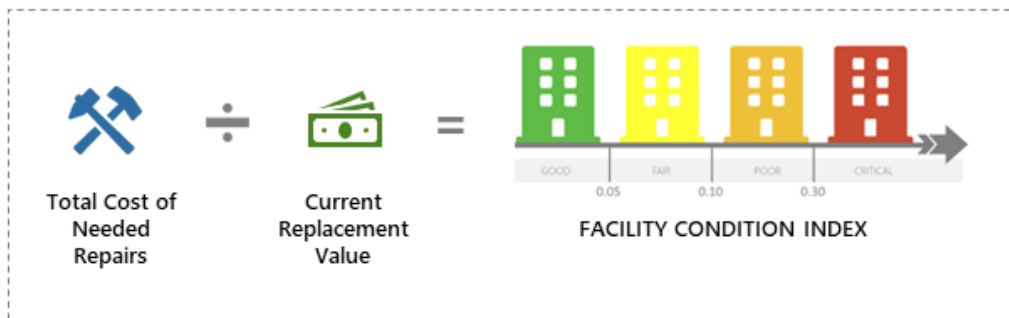 GOOD
FAIR
POOR
CRITICAL
0.05
0.10
0.30
Total Cost of
Needed
Repairs
÷
Current
Replacement
Value
=
FACILITY CONDITION INDEX